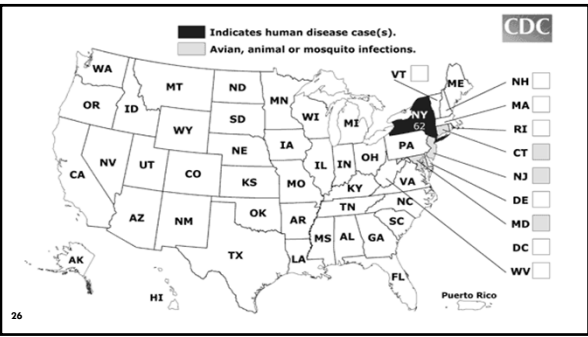 Indicates human disease case(s).
CDC
Avian, animal or mosquito infections.
WA
MT
ND
MN
VT
ME
NH
OR
ID
SD
WI
MI
NY
62
MA
WY
RI
IA
NE
PA
CT
NV
UT
CO
IL
IN
OH
NJ
CA
KS
MO
KY
VA
DE
AZ
NM
OK
AR
TN
NC
MD
SC
DC
TX
LA
MS
AL
GA
WV
AK
FL
HI
Puerto Rico
26